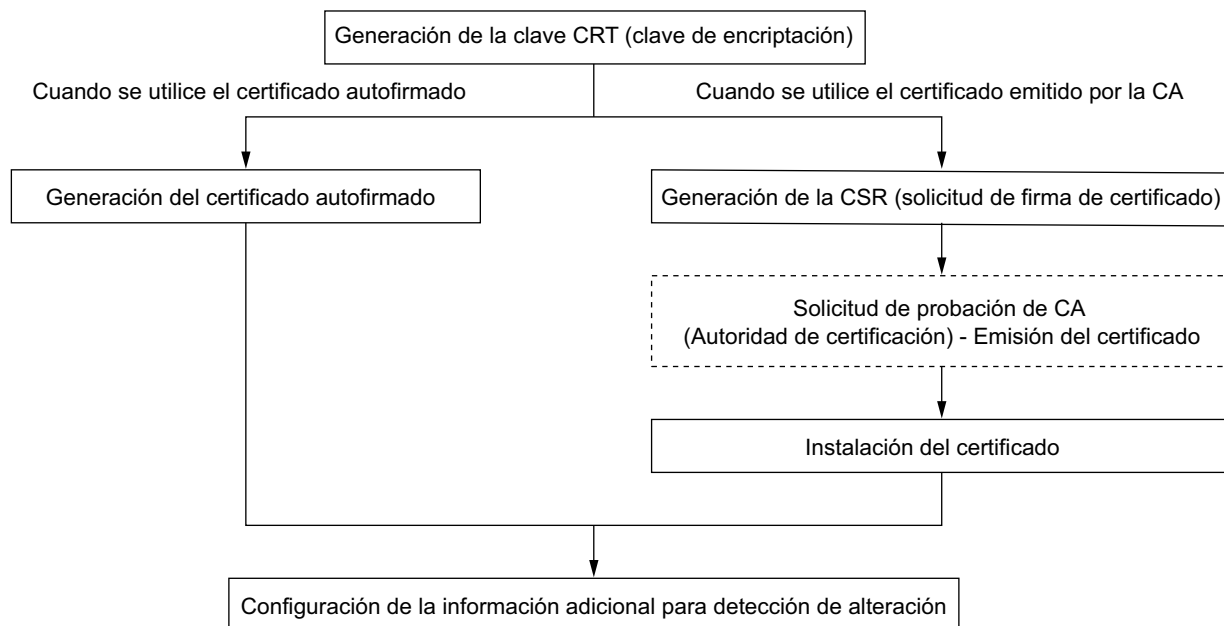 Generación de la clave CRT (clave de encriptación)
Cuando se utilice el certificado autofirmado
Cuando se utilice el certificado emitido por la CA
Generación del certificado autofirmado
Generación de la CSR (solicitud de firma de certificado)
Solicitud de probación de CA
(Autoridad de certificación) - Emisión del certificado
Instalación del certificado
Configuración de la información adicional para detección de alteración